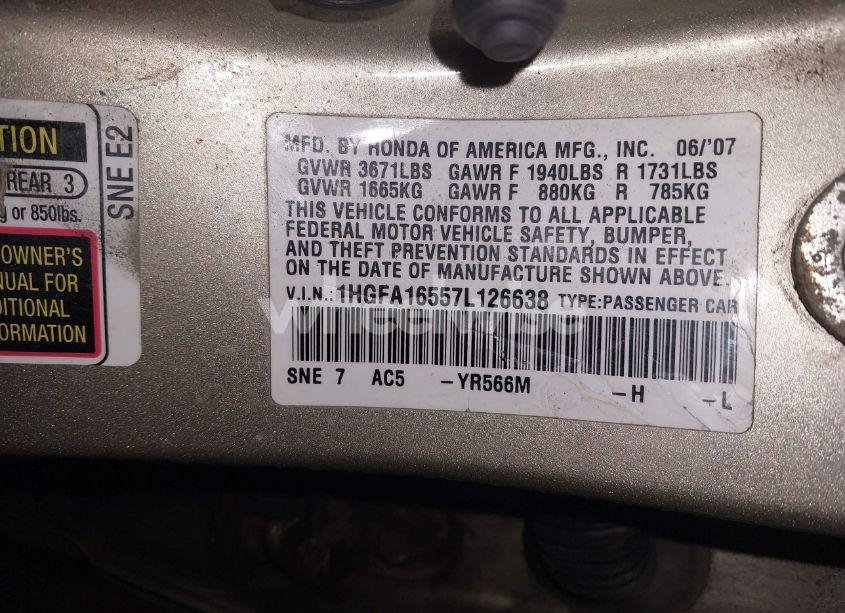 TION
REAR 3
or 850lbs.
OWNER'S
NUAL FOR
DITIONAL
FORMATION
SNE E2
MFD. BY HONDA OF AMERICA MFG., INC. 06/'07
GVWR 3671LBS GAWR F 1940LBS R 1731LBS
GVWR 1665KG GAWR F 880KG R 785KG
THIS VEHICLE CONFORMS TO ALL APPLICABLE
FEDERAL MOTOR VEHICLE SAFETY, BUMPER,
AND THEFT PREVENTION STANDARDS IN EFFECT
ON THE DATE OF MANUFACTURE SHOWN ABOVE.
V.I.N.: 1HGFA16557L126638 TYPE:PASSENGER CAR
wheelwise
SNE 7 AC5 -YR566M -H -L